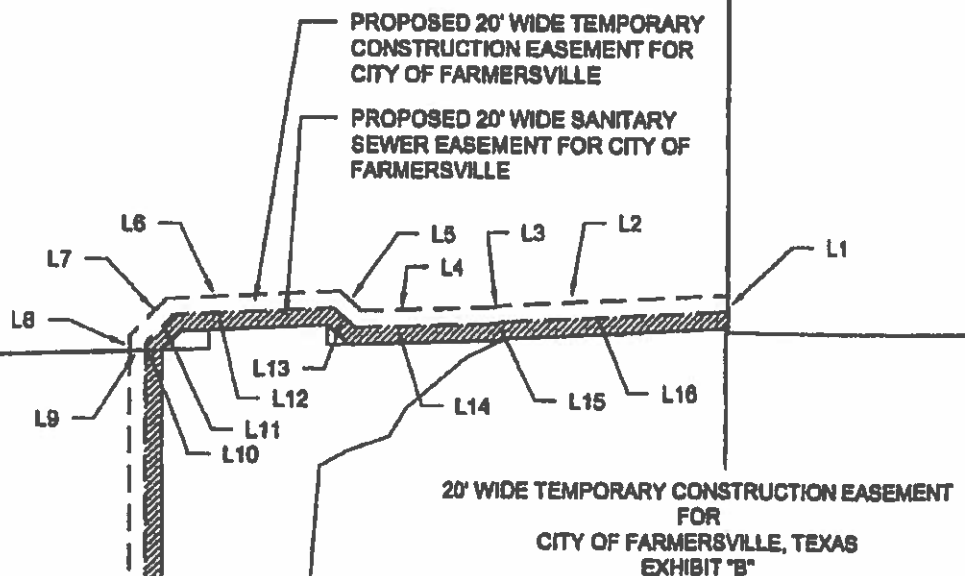 PROPOSED 20' WIDE TEMPORARY
CONSTRUCTION EASEMENT FOR
CITY OF FARMERSVILLE
PROPOSED 20' WIDE SANITARY
SEWER EASEMENT FOR CITY OF
FARMERSVILLE
L6
L5
L3
L2
L1
L7
L4
L8
L13
L12
L14
L15
L16
L9
L11
L10
20' WIDE TEMPORARY CONSTRUCTION EASEMENT
FOR
CITY OF FARMERSVILLE, TEXAS
EXHIBIT "B"